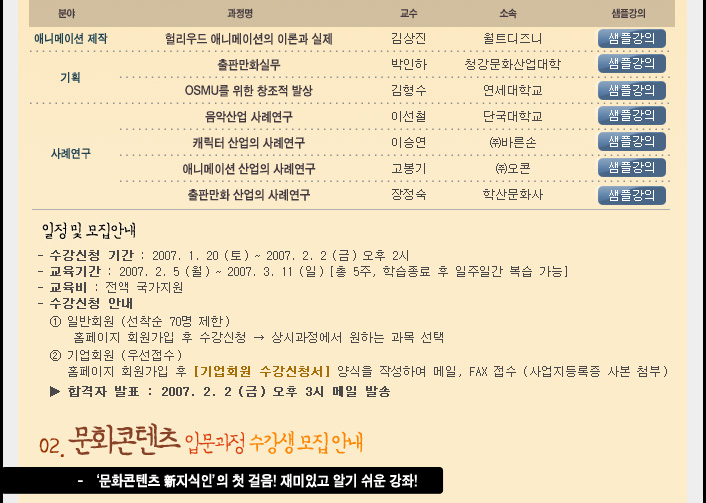 분야 과정명 교수 소속 샘플강의
애니메이션 제작 헐리우드 애니메이션의 이론과 실제 김상진 월트디즈니 샘플강의
기획 출판만화실무 박인하 청강문화산업대학 샘플강의
OSMU를 위한 창조적 발상 김형수 연세대학교 샘플강의
사례연구 음악산업 사례연구 이선철 단국대학교 샘플강의
캐릭터 산업의 사례연구 이승연 ㈜바른손 샘플강의
애니메이션 산업의 사례연구 고봉기 ㈜오콘 샘플강의
출판만화 산업의 사례연구 장정숙 학산문화사 샘플강의
일정 및 모집안내
- 수강신청 기간 : 2007. 1. 20 (토) ~ 2007. 2. 2 (금) 오후 2시
- 교육기간 : 2007. 2. 5 (월) ~ 2007. 3. 11 (일) [총 5주, 학습종료 후 일주일간 복습 가능]
- 교육비 : 전액 국가지원
- 수강신청 안내
① 일반회원 (선착순 70명 제한)
홈페이지 회원가입 후 수강신청 → 상시과정에서 원하는 과목 선택
② 기업회원 (우선접수)
홈페이지 회원가입 후 [기업회원 수강신청서] 양식을 작성하여 메일, FAX 접수 (사업자등록증 사본 첨부)
▶ 합격자 발표 : 2007. 2. 2 (금) 오후 3시 메일 발송
02. 문화콘텐츠 입문과정 수강생 모집 안내
- ‘문화콘텐츠 新지식인’의 첫 걸음! 재미있고 알기 쉬운 강좌!